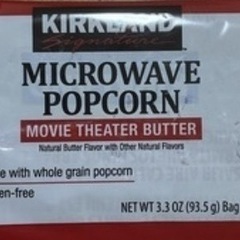 KIRKLAND
Signature
MICROWAVE
POPCORN
MOVIE THEATER BUTTER
Natural Butter Flavor with Other Natural Flavors
e with whole grain popcorn
en-free
NET WT 3.3 OZ (93.5 g) Bag